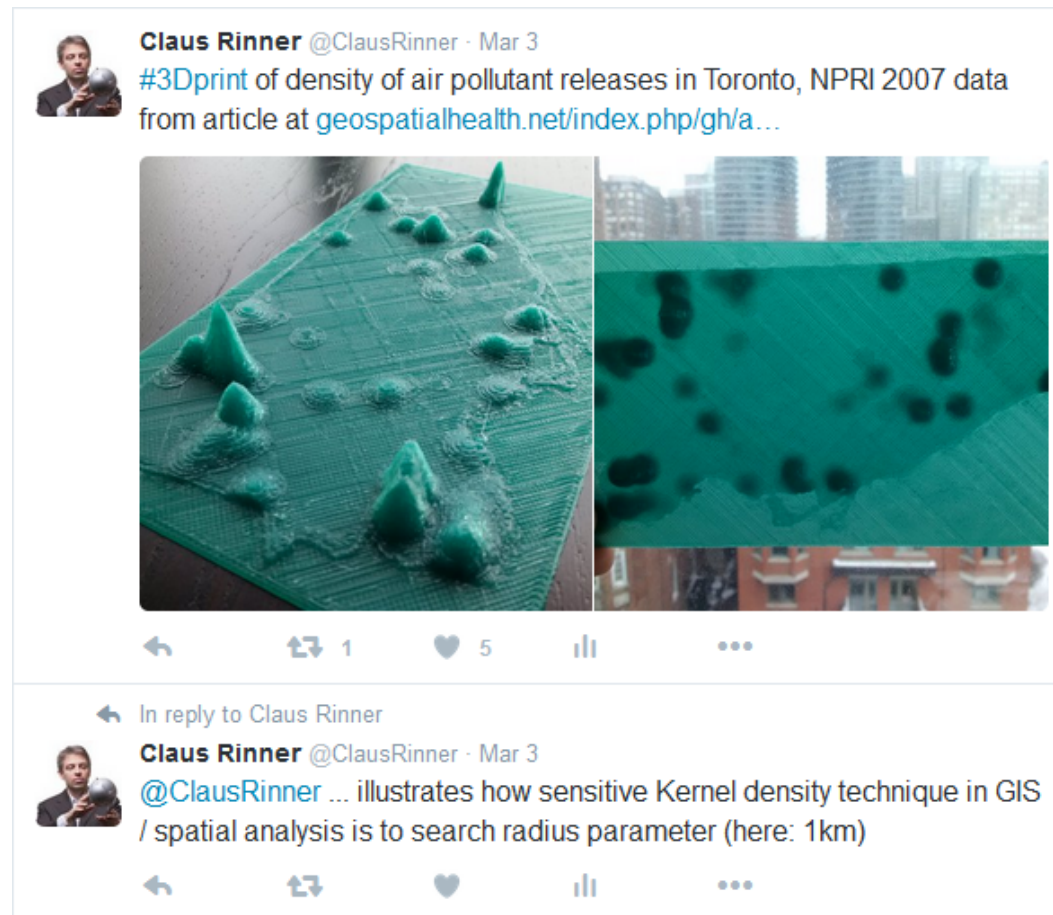 Claus Rinner @ClausRinner · Mar 3
#3Dprint of density of air pollutant releases in Toronto, NPRI 2007 data
from article at geospatialhealth.net/index.php/gh/a...
1 5
In reply to Claus Rinner
Claus Rinner @ClausRinner · Mar 3
@ClausRinner ... illustrates how sensitive Kernel density technique in GIS
/ spatial analysis is to search radius parameter (here: 1km)